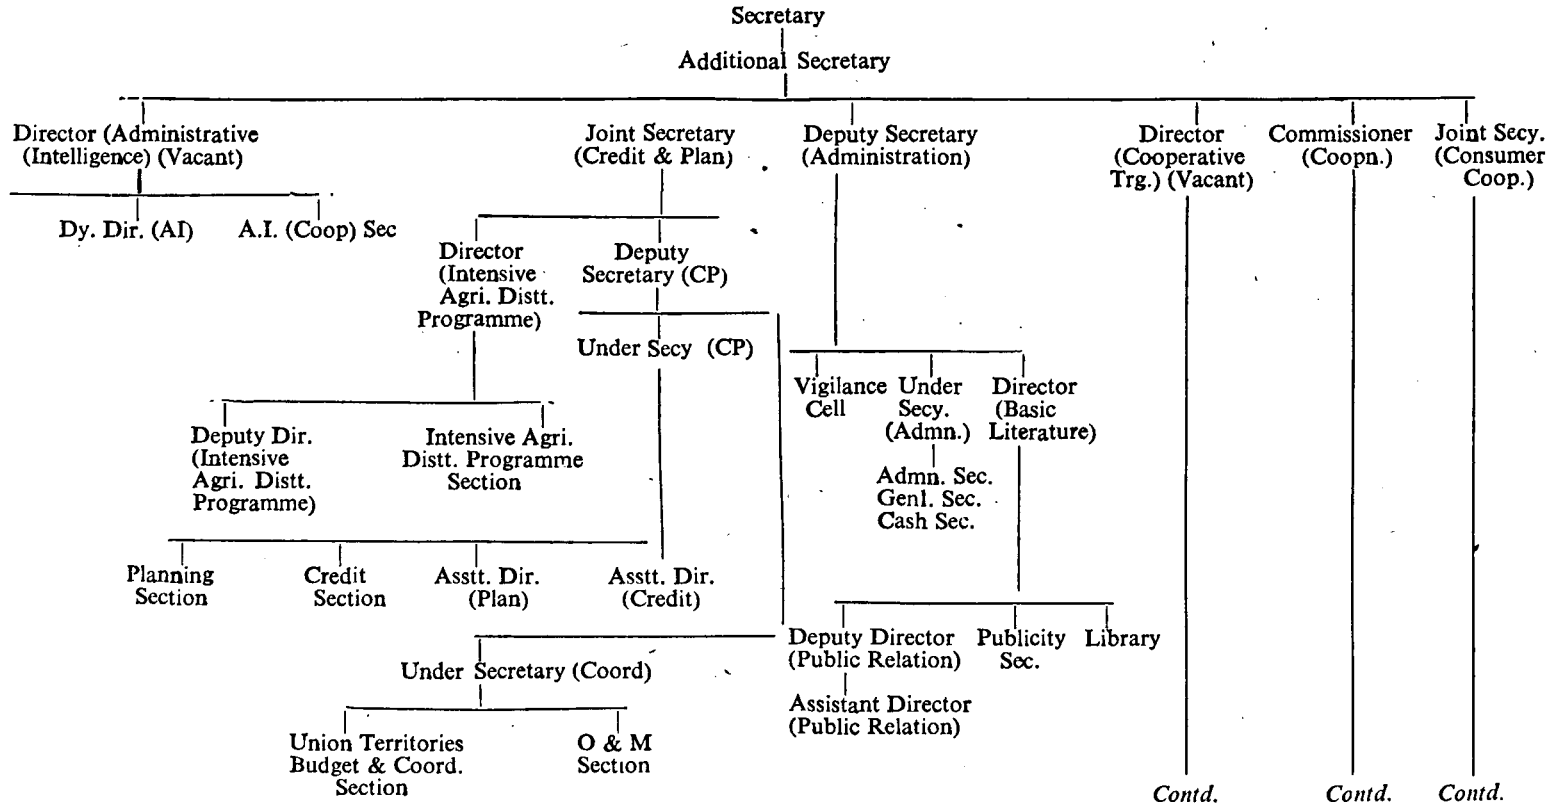 Secretary
Additional Secretary
Director (Administrative
(Intelligence) (Vacant)
Joint Secretary
(Credit & Plan)
Deputy Secretary
(Administration)
Director
(Cooperative
Trg.) (Vacant)
Commissioner
(Coopn.)
Joint Secy.
(Consumer
Coop.)
Dy. Dir. (AI)
A.I. (Coop) Sec
Director
(Intensive
Agri. Distt.
Programme)
Deputy
Secretary (CP)
Under Secy (CP)
Vigilance
Cell
Under
Secy.
(Admn.)
Director
(Basic
Literature)
Deputy Dir.
(Intensive
Agri. Distt.
Programme)
Intensive Agri.
Distt. Programme
Section
Admn. Sec.
Genl. Sec.
Cash Sec.
Planning
Section
Credit
Section
Asstt. Dir.
(Plan)
Asstt. Dir.
(Credit)
Deputy Director
(Public Relation)
Publicity
Sec.
Library
Under Secretary (Coord)
Assistant Director
(Public Relation)
Union Territories
Budget & Coord.
Section
O & M
Section
Contd.
Contd.
Contd.